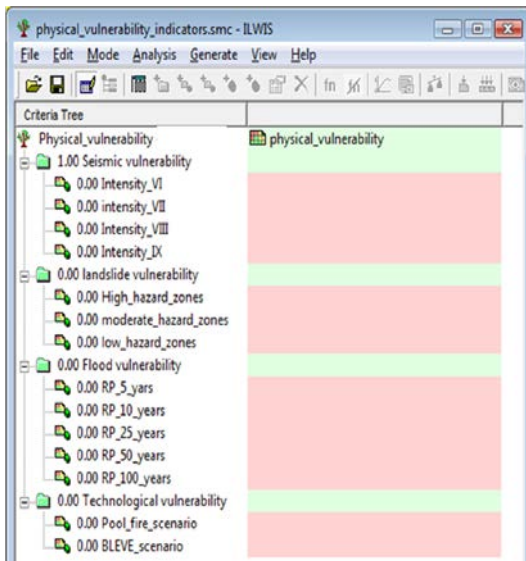 physical_vulnerability_indicators.smc - ILWIS
File Edit Mode Analysis Generate View Help
fn
Criteria Tree
Physical_vulnerability physical_vulnerability
1.00 Seismic vulnerability
0.00 Intensity_VI
0.00 intensity_VII
0.00 Intensity_VIII
0.00 Intensity_IX
0.00 landslide vulnerability
0.00 High_hazard_zones
0.00 moderate_hazard_zones
0.00 low_hazard_zones
0.00 Flood vulnerability
0.00 RP_5_yars
0.00 RP_10_years
0.00 RP_25_years
0.00 RP_50_years
0.00 RP_100_years
0.00 Technological vulnerability
0.00 Pool_fire_scenario
0.00 BLEVE_scenario